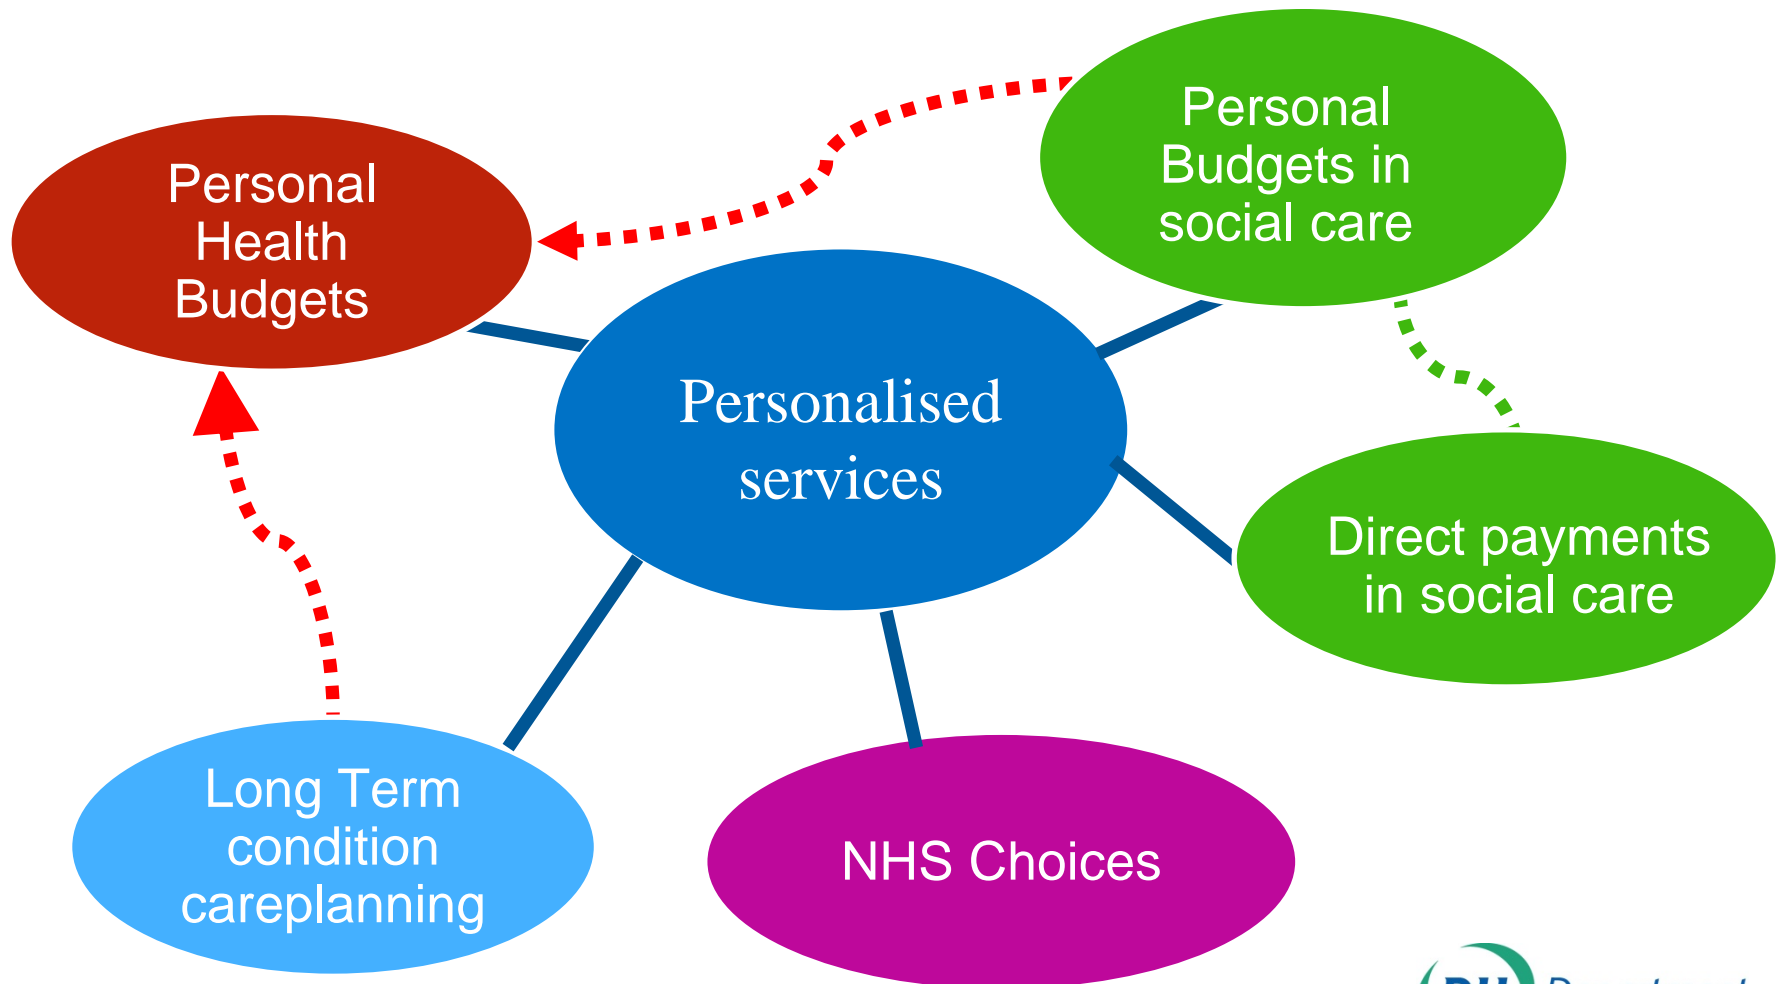 Personal
Budgets in
social care
Personal
Health
Budgets
Personalised
services
Direct payments
in social care
Long Term
condition
careplanning
NHS Choices